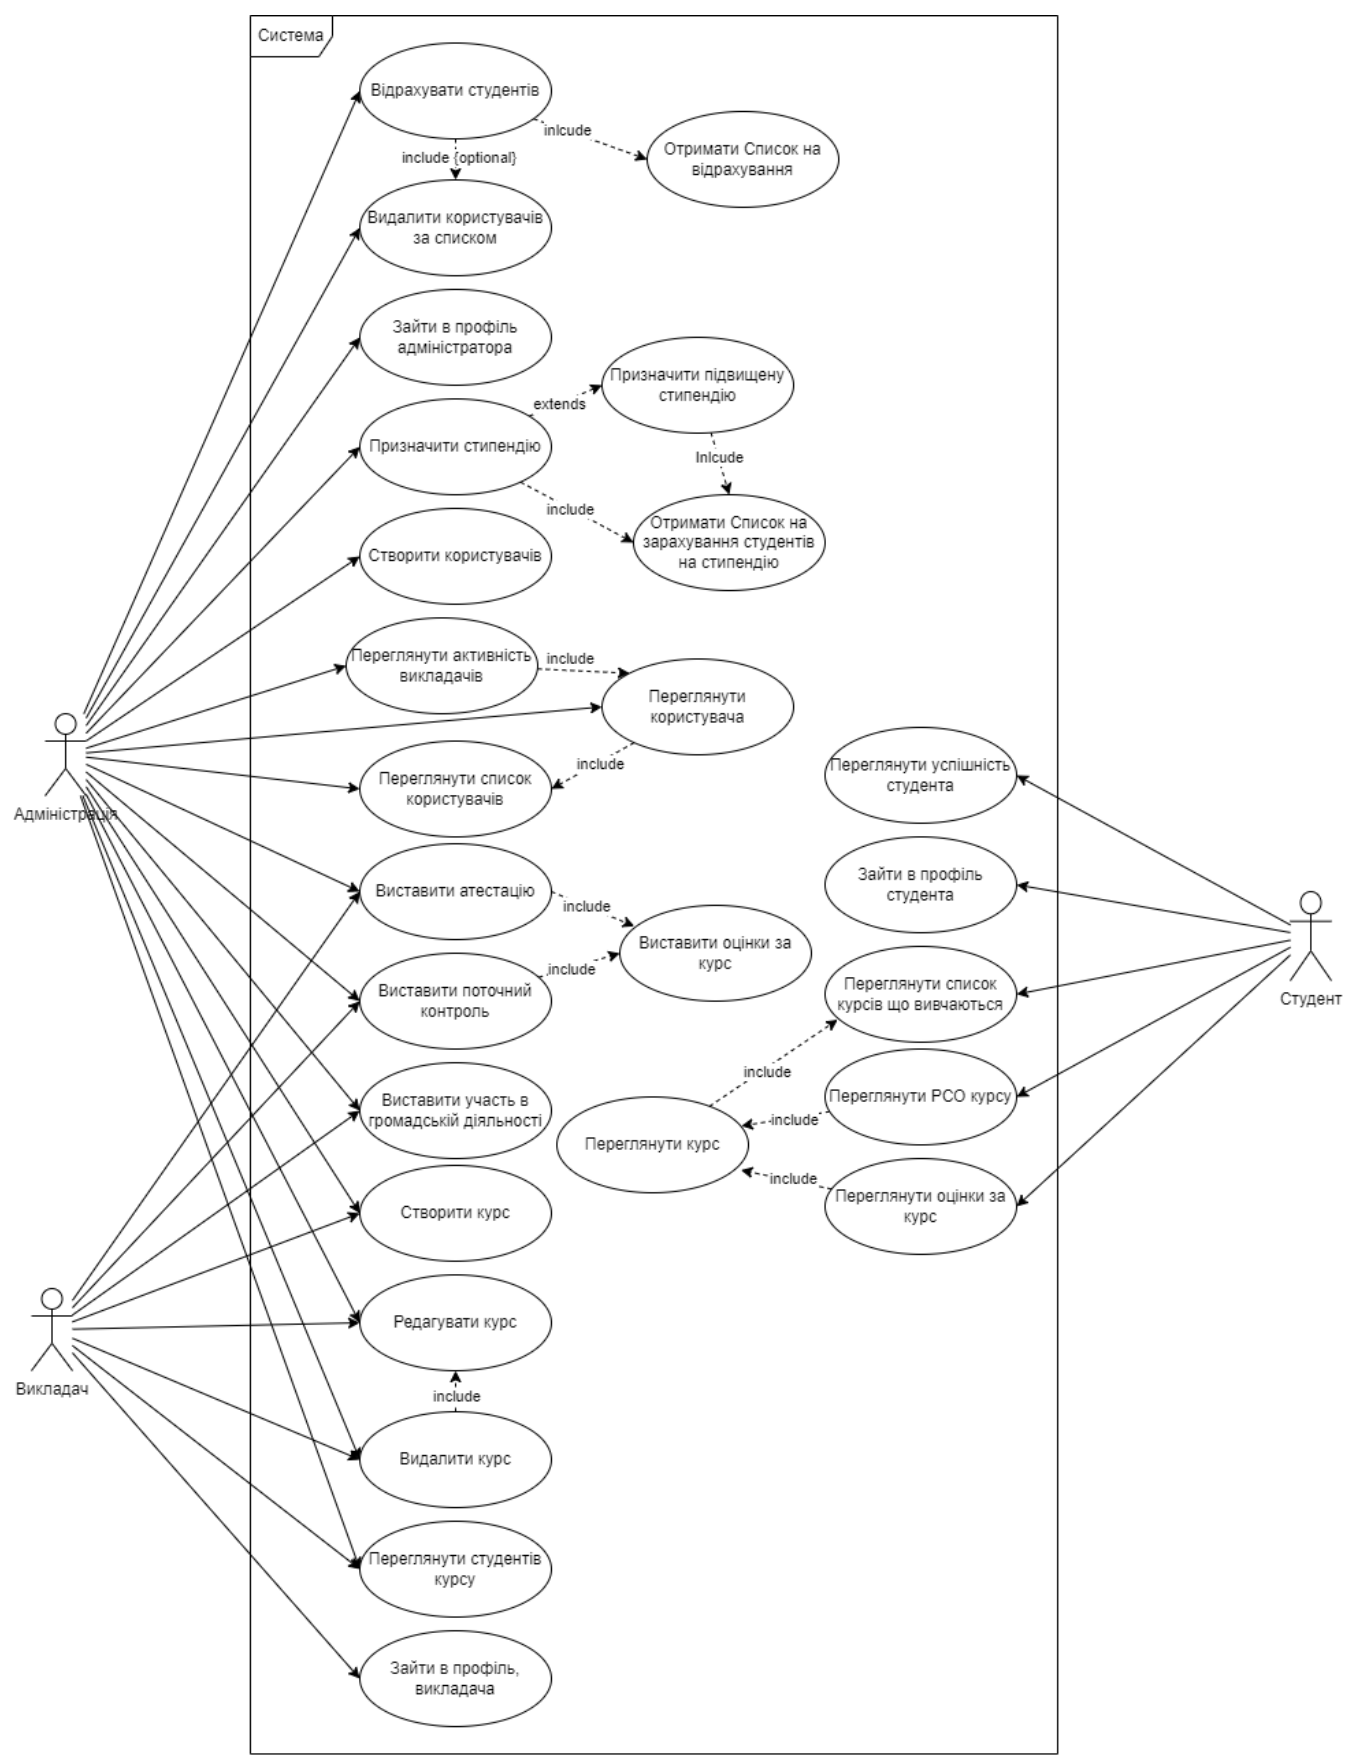 Система
Відрахувати студентів
inlcude
Отримати Список на
відрахування
include {optional}
Видалити користувачів
за списком
Зайти в профіль
адміністратора
Призначити підвищену
стипендію
extends
Призначити стипендію
Inlcude
include
Отримати Список на
зарахування студентів
на стипендію
Створити користувачів
Переглянути активність
викладачів
include
Переглянути
користувача
include
Переглянути список
користувачів
Адміністрація
Переглянути успішність
студента
Виставити атестацію
include
Зайти в профіль
студента
Виставити оцінки за
курс
include
Виставити поточний
контроль
Переглянути список
курсів що вивчаються
Студент
include
Виставити участь в
громадській діяльності
Переглянути РСО курсу
include
Переглянути курс
include
Переглянути оцінки за
курс
Створити курс
Редагувати курс
Викладач
include
Видалити курс
Переглянути студентів
курсу
Зайти в профіль,
викладача